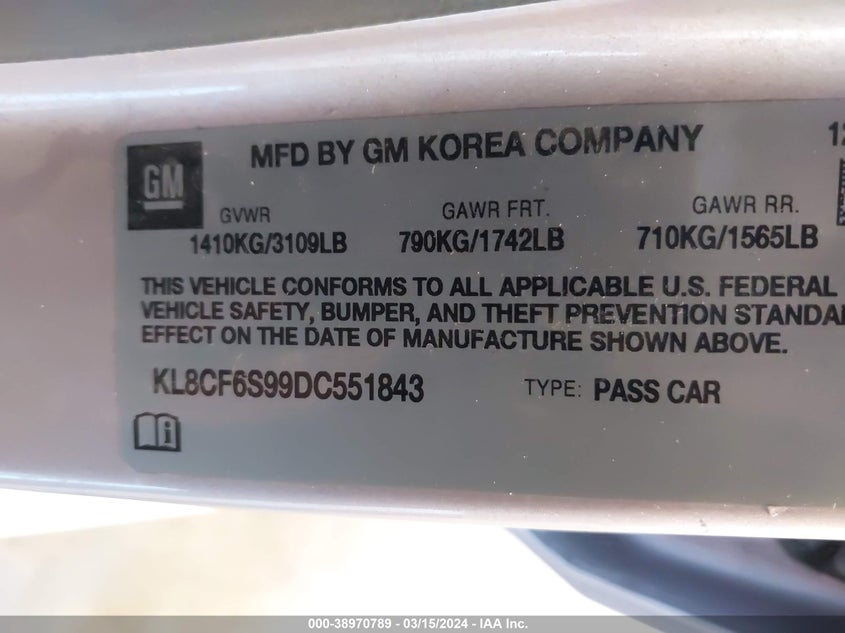 MFD BY GM KOREA COMPANY
12
GM
GVWR GAWR FRT. GAWR RR.
1410KG/3109LB 790KG/1742LB 710KG/1565LB
THIS VEHICLE CONFORMS TO ALL APPLICABLE U.S. FEDERAL
VEHICLE SAFETY, BUMPER, AND THEFT PREVENTION STANDA
EFFECT ON THE DATE OF MANUFACTURE SHOWN ABOVE.
KL8CF6S99DC551843 TYPE: PASS CAR
000-38970789 — 03/15/2024 — IAA Inc.